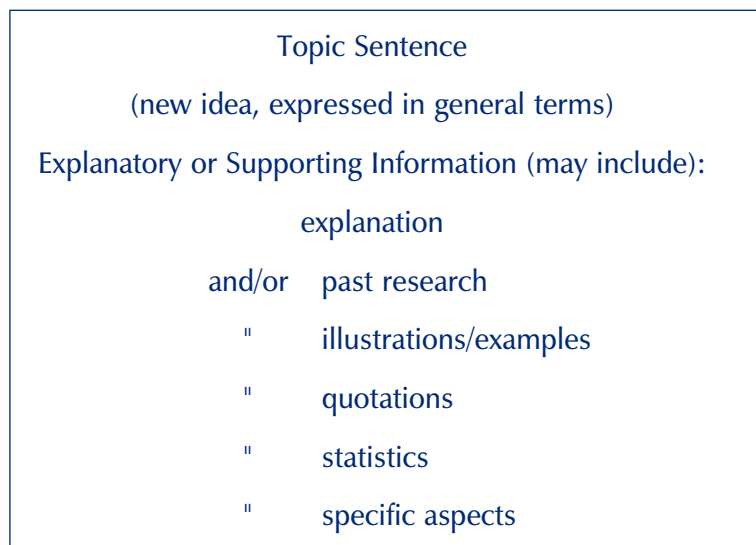 Topic Sentence
(new idea, expressed in general terms)
Explanatory or Supporting Information (may include):
explanation
and/or past research
" illustrations/examples
" quotations
" statistics
" specific aspects